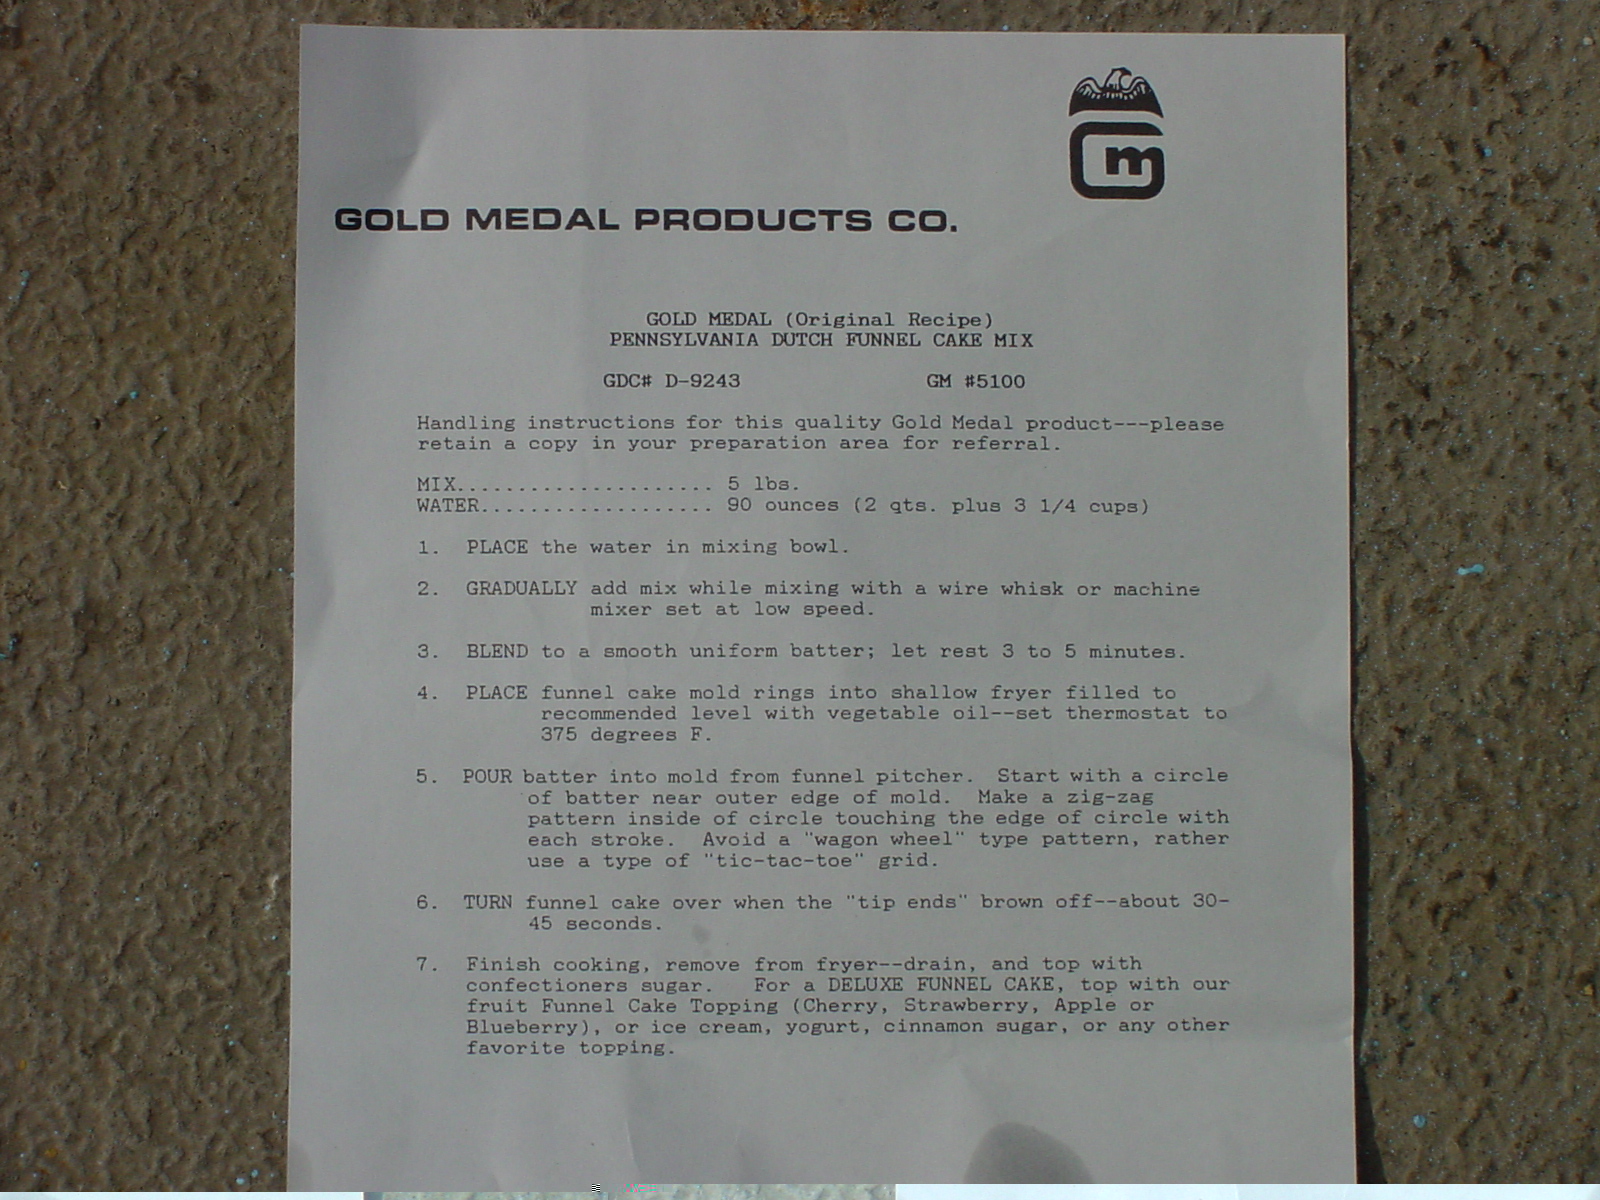 Gm
GOLD MEDAL PRODUCTS CO.
GOLD MEDAL (Original Recipe)
PENNSYLVANIA DUTCH FUNNEL CAKE MIX
GDC# D-9243 GM #5100
Handling instructions for this quality Gold Medal product---please
retain a copy in your preparation area for referral.
MIX..................... 5 lbs.
WATER................... 90 ounces (2 qts. plus 3 1/4 cups)
1. PLACE the water in mixing bowl.
2. GRADUALLY add mix while mixing with a wire whisk or machine
mixer set at low speed.
3. BLEND to a smooth uniform batter; let rest 3 to 5 minutes.
4. PLACE funnel cake mold rings into shallow fryer filled to
recommended level with vegetable oil--set thermostat to
375 degrees F.
5. POUR batter into mold from funnel pitcher. Start with a circle
of batter near outer edge of mold. Make a zig-zag
pattern inside of circle touching the edge of circle with
each stroke. Avoid a "wagon wheel" type pattern, rather
use a type of "tic-tac-toe" grid.
6. TURN funnel cake over when the "tip ends" brown off--about 30-
45 seconds.
7. Finish cooking, remove from fryer--drain, and top with
confectioners sugar. For a DELUXE FUNNEL CAKE, top with our
fruit Funnel Cake Topping (Cherry, Strawberry, Apple or
Blueberry), or ice cream, yogurt, cinnamon sugar, or any other
favorite topping.